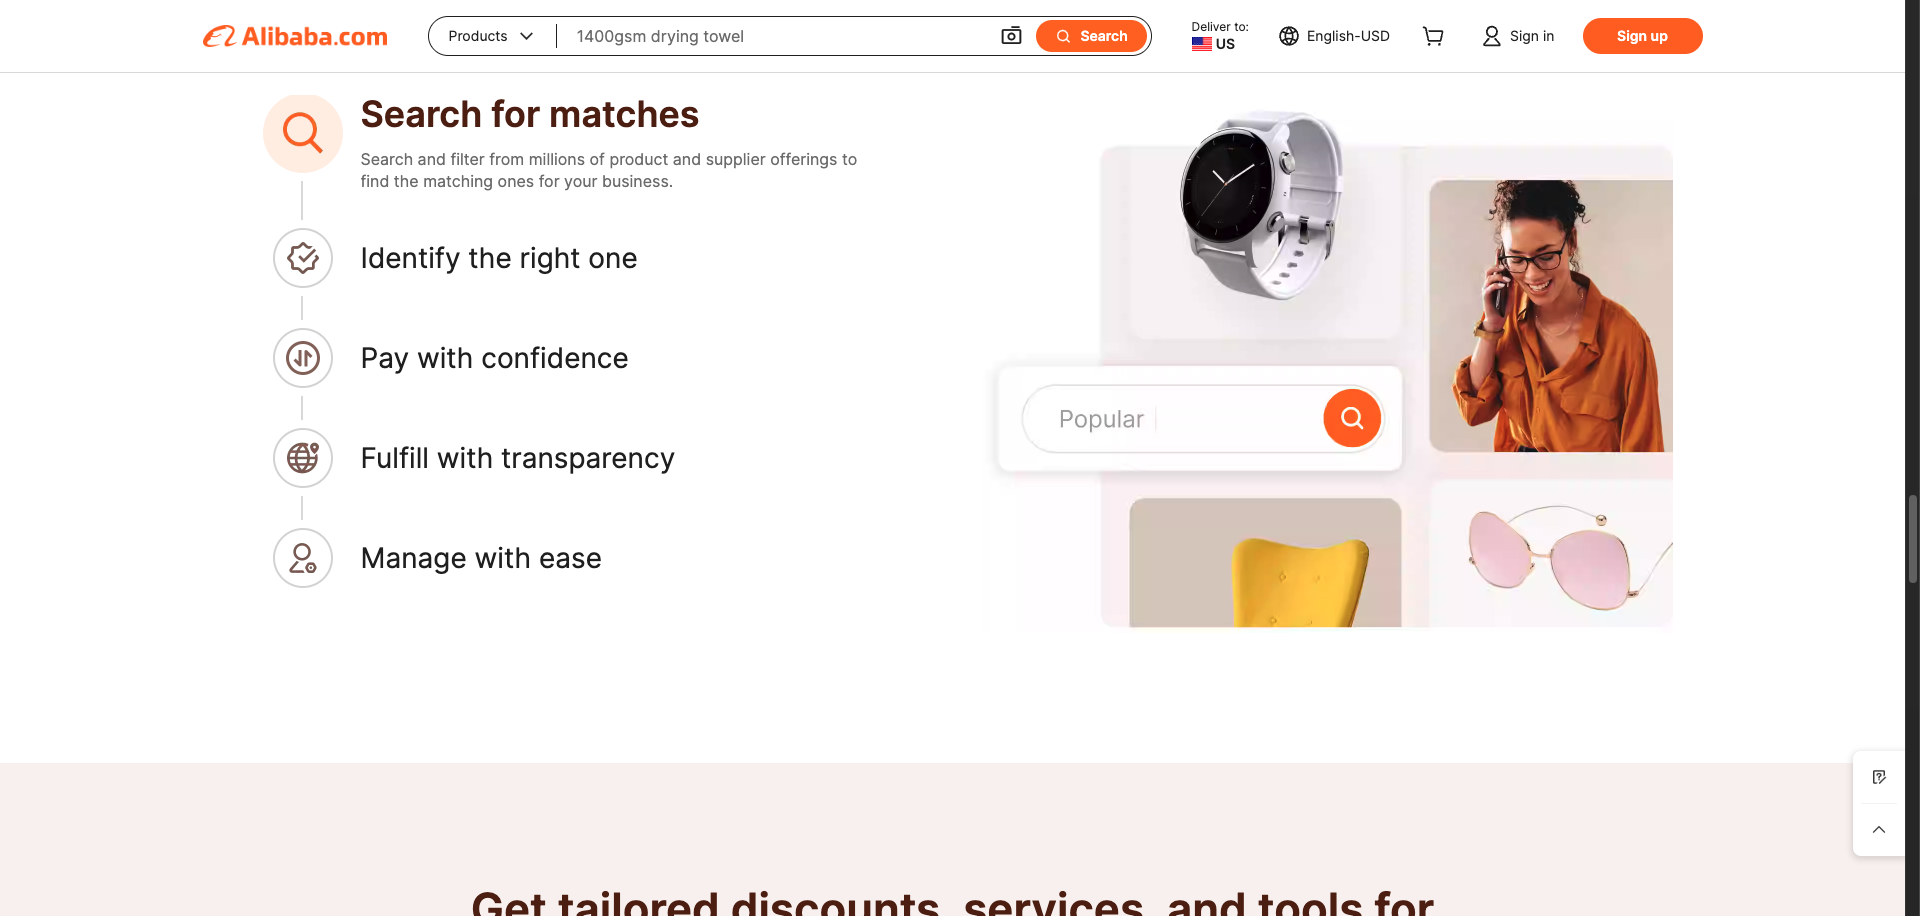 Alibaba.com
Products
1400gsm drying towel
Search
Deliver to:
US
English-USD
Sign in
Sign up
Search for matches
Search and filter from millions of product and supplier offerings to
find the matching ones for your business.
Identify the right one
Pay with confidence
Fulfill with transparency
Manage with ease
Popular
Get tailored discounts, services, and tools for